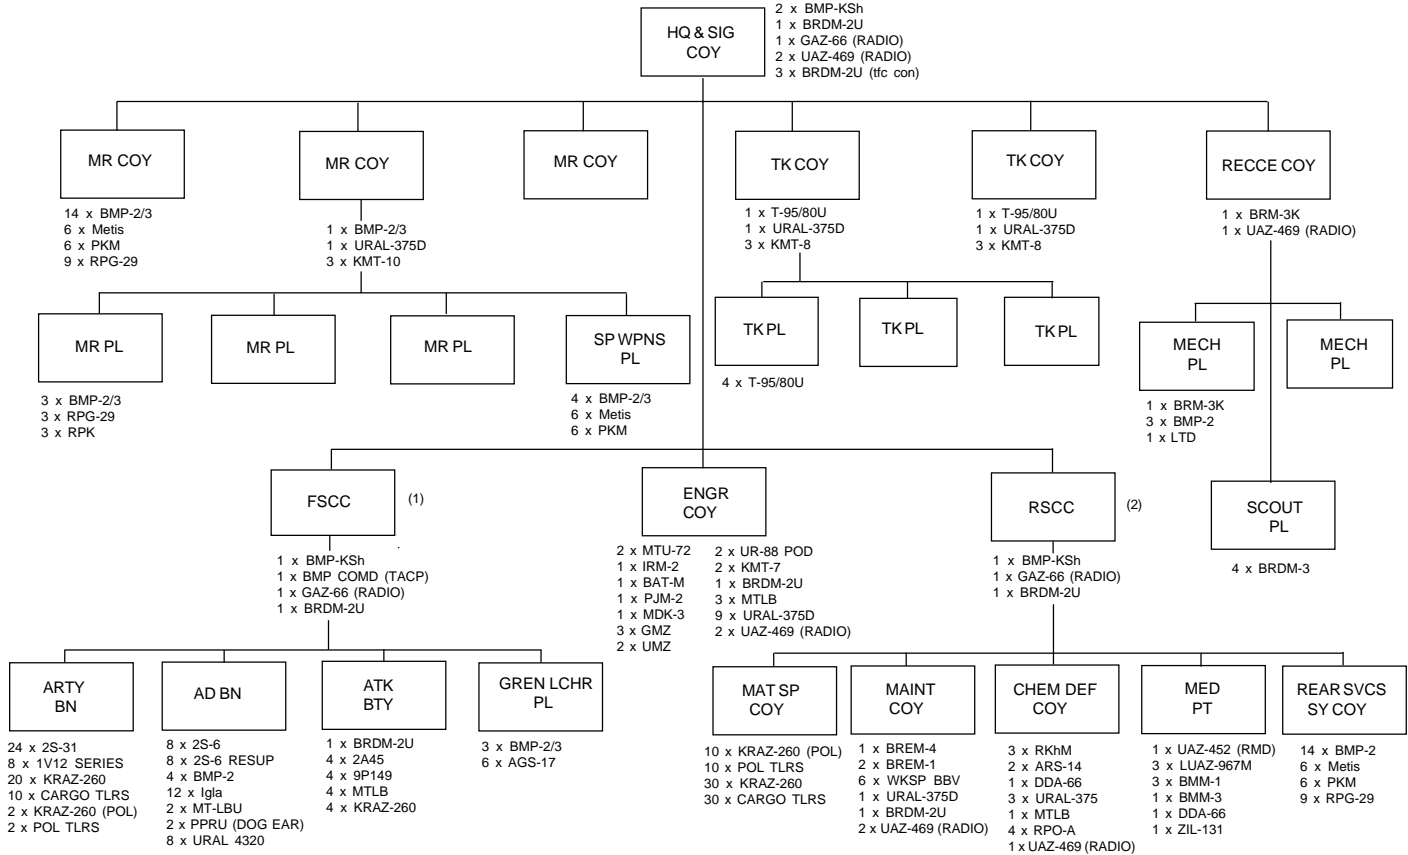 HQ & SIG
COY
2 x BMP-KSh
1 x BRDM-2U
1 x GAZ-66 (RADIO)
2 x UAZ-469 (RADIO)
3 x BRDM-2U (tfc con)
MR COY
14 x BMP-2/3
6 x Metis
6 x PKM
9 x RPG-29
MR COY
1 x BMP-2/3
1 x URAL-375D
3 x KMT-10
MR COY
TK COY
1 x T-95/80U
1 x URAL-375D
3 x KMT-8
TK COY
1 x T-95/80U
1 x URAL-375D
3 x KMT-8
RECCE COY
1 x BRM-3K
1 x UAZ-469 (RADIO)
MR PL
3 x BMP-2/3
3 x RPG-29
3 x RPK
MR PL
MR PL
SP WPNS
PL
4 x BMP-2/3
6 x Metis
6 x PKM
TK PL
4 x T-95/80U
TK PL
TK PL
MECH
PL
1 x BRM-3K
3 x BMP-2
1 x LTD
MECH
PL
FSCC
(1)
1 x BMP-KSh
1 x BMP COMD (TACP)
1 x GAZ-66 (RADIO)
1 x BRDM-2U
ENGR
COY
2 x MTU-72
1 x IRM-2
1 x BAT-M
1 x PJM-2
1 x MDK-3
3 x GMZ
2 x UMZ
2 x UR-88 POD
2 x KMT-7
1 x BRDM-2U
3 x MTLB
9 x URAL-375D
2 x UAZ-469 (RADIO)
RSCC
(2)
1 x BMP-KSh
1 x GAZ-66 (RADIO)
1 x BRDM-2U
SCOUT
PL
4 x BRDM-3
ARTY
BN
24 x 2S-31
8 x 1V12 SERIES
20 x KRAZ-260
10 x CARGO TLRS
2 x KRAZ-260 (POL)
2 x POL TLRS
AD BN
8 x 2S-6
8 x 2S-6 RESUP
4 x BMP-2
12 x Igla
2 x MT-LBU
2 x PPRU (DOG EAR)
8 x URAL 4320
ATK
BTY
1 x BRDM-2U
4 x 2A45
4 x 9P149
4 x MTLB
4 x KRAZ-260
GREN LCHR
PL
3 x BMP-2/3
6 x AGS-17
MAT SP
COY
10 x KRAZ-260 (POL)
10 x POL TLRS
30 x KRAZ-260
30 x CARGO TLRS
MAINT
COY
1 x BREM-4
2 x BREM-1
6 x WKSP BBV
1 x URAL-375D
1 x BRDM-2U
2 x UAZ-469 (RADIO)
CHEM DEF
COY
3 x RKhM
2 x ARS-14
1 x DDA-66
3 x URAL-375
1 x MTLB
4 x RPO-A
1 x UAZ-469 (RADIO)
MED
PT
1 x UAZ-452 (RMD)
3 x LUAZ-967M
3 x BMM-1
1 x BMM-3
1 x DDA-66
1 x ZIL-131
REAR SVCS
SY COY
14 x BMP-2
6 x Metis
6 x PKM
9 x RPG-29